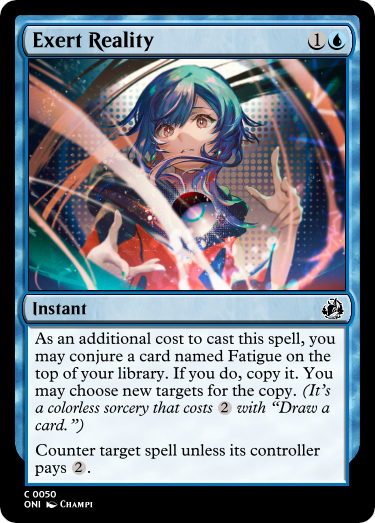 Exert Reality 1
Instant
As an additional cost to cast this spell, you
may conjure a card named Fatigue on the
top of your library. If you do, copy it. You
may choose new targets for the copy. (It's
a colorless sorcery that costs 2 with “Draw a
card.”)
Counter target spell unless its controller
pays 2.
C 0050
ONI Champi